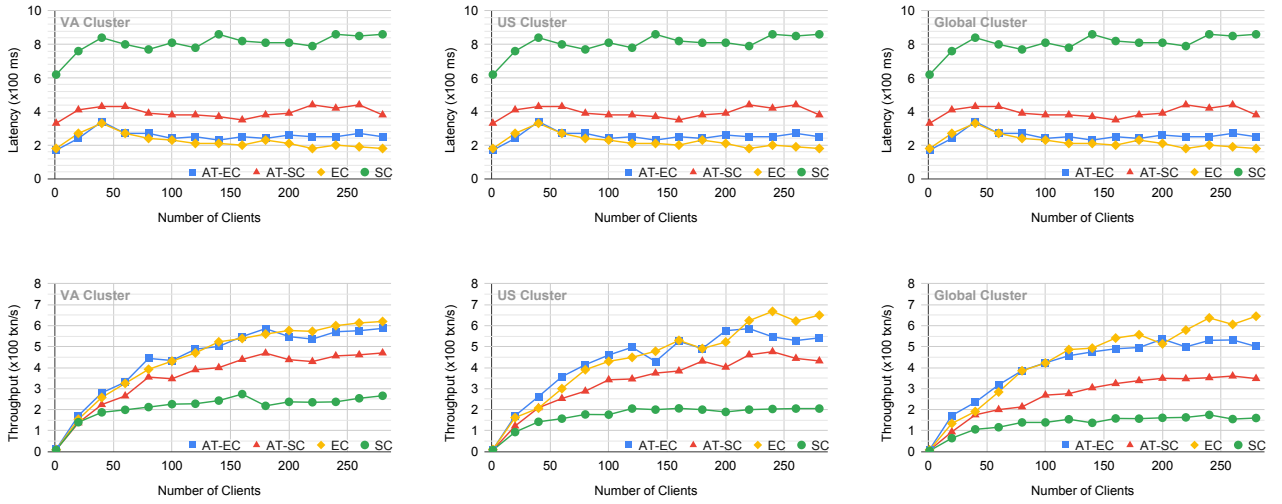 VA Cluster
Latency (x100 ms)
10
8
6
4
2
0
AT-EC AT-SC EC SC
0 50 100 150 200 250
Number of Clients
US Cluster
Latency (x100 ms)
10
8
6
4
2
0
AT-EC AT-SC EC SC
0 50 100 150 200 250
Number of Clients
Global Cluster
Latency (x100 ms)
10
8
6
4
2
0
AT-EC AT-SC EC SC
0 50 100 150 200 250
Number of Clients
VA Cluster
Throughput (x100 txn/s)
8
7
6
5
4
3
2
1
0
AT-EC AT-SC EC SC
0 50 100 150 200 250
Number of Clients
US Cluster
Throughput (x100 txn/s)
8
7
6
5
4
3
2
1
0
AT-EC AT-SC EC SC
0 50 100 150 200 250
Number of Clients
Global Cluster
Throughput (x100 txn/s)
8
7
6
5
4
3
2
1
0
AT-EC AT-SC EC SC
0 50 100 150 200 250
Number of Clients